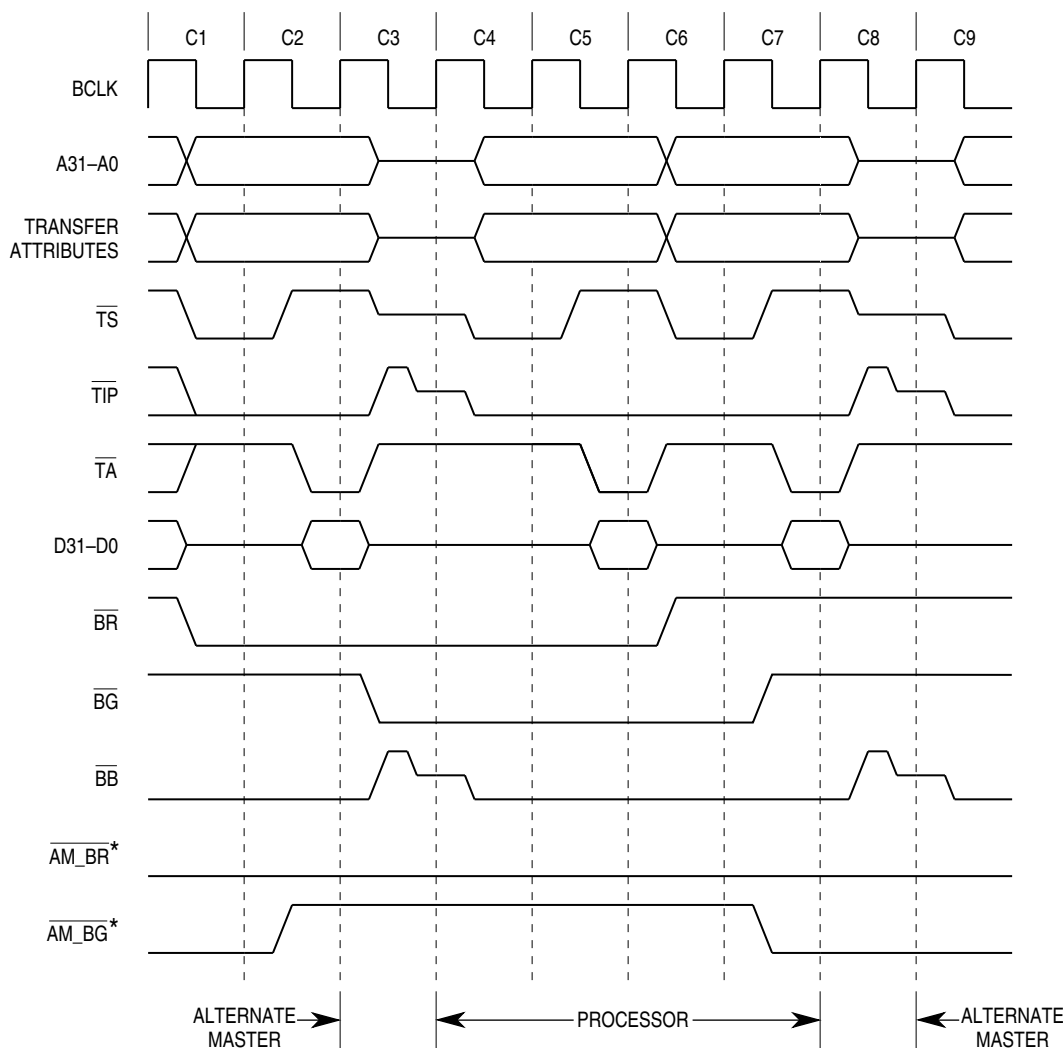 C1 C2 C3 C4 C5 C6 C7 C8 C9
BCLK
A31–A0
TRANSFER
ATTRIBUTES
TS
TIP
TA
D31–D0
BR
BG
BB
AM_BR*
AM_BG*
ALTERNATE
MASTER
PROCESSOR
ALTERNATE
MASTER